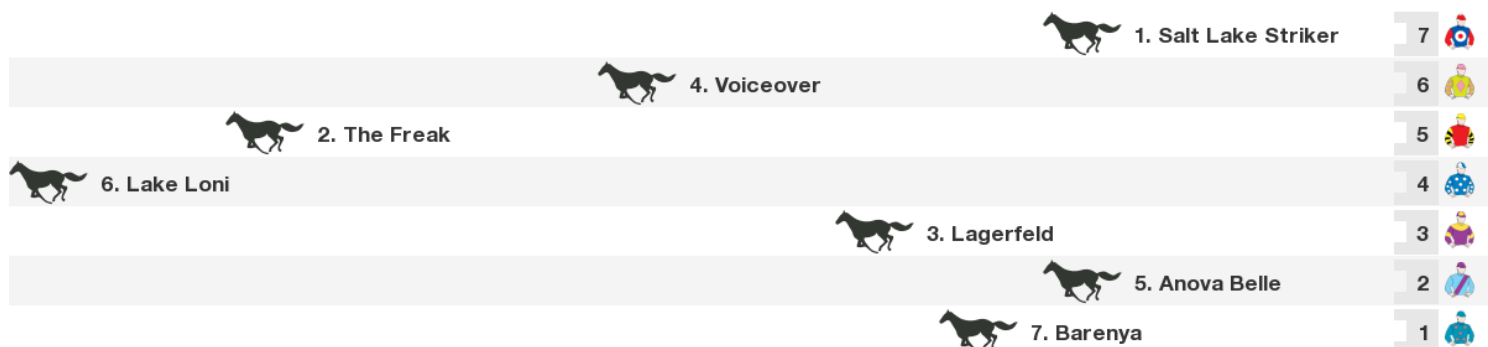 1. Salt Lake Striker 7
4. Voiceover 6
2. The Freak 5
6. Lake Loni 4
3. Lagerfeld 3
5. Anova Belle 2
7. Barenya 1